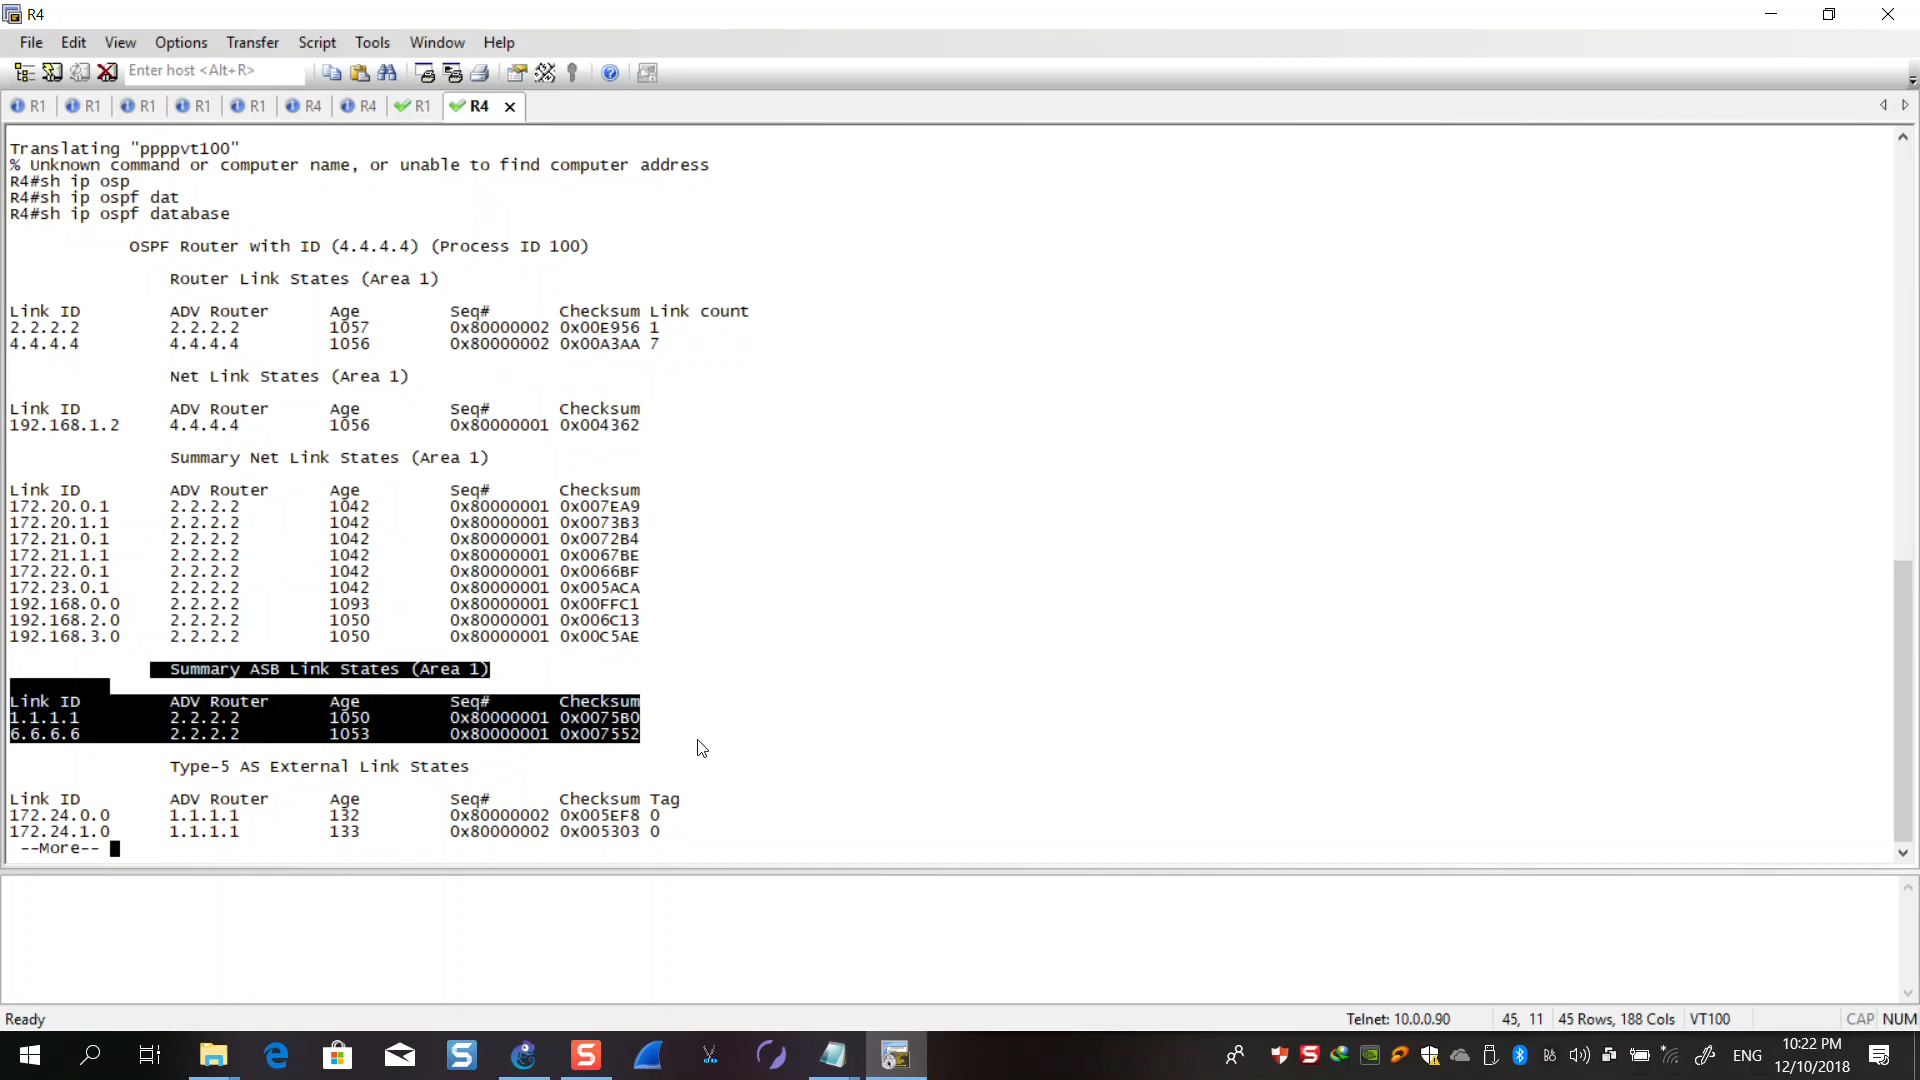 R4
File Edit View Options Transfer Script Tools Window Help
Enter host <Alt+R>
R1 R1 R1 R1 R1 R4 R4 R1 R4
Translating "ppppvt100"
% Unknown command or computer name, or unable to find computer address
R4#sh ip osp
R4#sh ip ospf dat
R4#sh ip ospf database
OSPF Router with ID (4.4.4.4) (Process ID 100)
Router Link States (Area 1)
Link ID ADV Router Age Seq# Checksum Link count
2.2.2.2 2.2.2.2 1057 0x80000002 0x00E956 1
4.4.4.4 4.4.4.4 1056 0x80000002 0x00A3AA 7
Net Link States (Area 1)
Link ID ADV Router Age Seq# Checksum
192.168.1.2 4.4.4.4 1056 0x80000001 0x004362
Summary Net Link States (Area 1)
Link ID ADV Router Age Seq# Checksum
172.20.0.1 2.2.2.2 1042 0x80000001 0x007EA9
172.20.1.1 2.2.2.2 1042 0x80000001 0x0073B3
172.21.0.1 2.2.2.2 1042 0x80000001 0x0072B4
172.21.1.1 2.2.2.2 1042 0x80000001 0x0067BE
172.22.0.1 2.2.2.2 1042 0x80000001 0x0066BF
172.23.0.1 2.2.2.2 1042 0x80000001 0x005ACA
192.168.0.0 2.2.2.2 1093 0x80000001 0x00FFC1
192.168.2.0 2.2.2.2 1050 0x80000001 0x006C13
192.168.3.0 2.2.2.2 1050 0x80000001 0x00C5AE
Summary ASB Link States (Area 1)
Link ID ADV Router Age Seq# Checksum
1.1.1.1 2.2.2.2 1050 0x80000001 0x0075B0
6.6.6.6 2.2.2.2 1053 0x80000001 0x007552
Type-5 AS External Link States
Link ID ADV Router Age Seq# Checksum Tag
172.24.0.0 1.1.1.1 132 0x80000002 0x005EF8 0
172.24.1.0 1.1.1.1 133 0x80000002 0x005303 0
--More--
Ready Telnet: 10.0.0.90 45, 11 45 Rows, 188 Cols VT100 CAP NUM
ENG 10:22 PM
12/10/2018